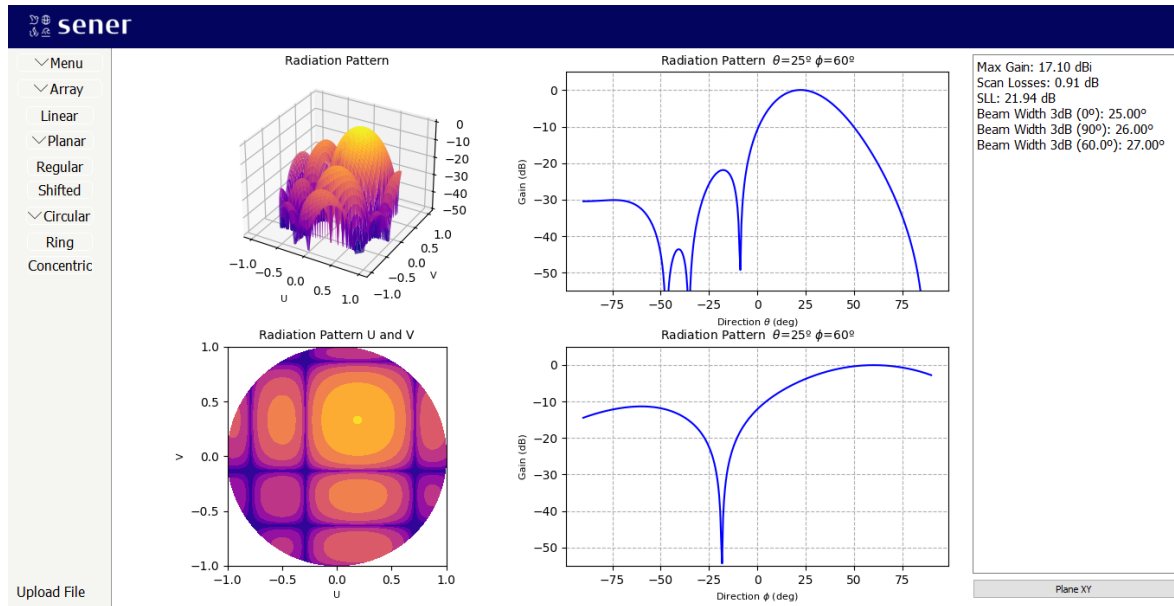 sener
Menu
Array
Linear
Planar
Regular
Shifted
Circular
Ring
Concentric
Upload File
Radiation Pattern
0
−10
−20
−30
−40
−50
−1.0
−0.5
0.0
0.5
1.0
U
−1.0
−0.5
0.0
0.5
1.0
V
Radiation Pattern θ=25º ϕ=60º
Gain (dB)
0
−10
−20
−30
−40
−50
−75 −50 −25 0 25 50 75
Direction θ (deg)
Radiation Pattern U and V
V
1.0
0.5
0.0
−0.5
−1.0
−1.0 −0.5 0.0 0.5 1.0
U
Radiation Pattern θ=25º ϕ=60º
Gain (dB)
0
−10
−20
−30
−40
−50
−75 −50 −25 0 25 50 75
Direction ϕ (deg)
Max Gain: 17.10 dBi
Scan Losses: 0.91 dB
SLL: 21.94 dB
Beam Width 3dB (0º): 25.00º
Beam Width 3dB (90º): 26.00º
Beam Width 3dB (60.0º): 27.00º
Plane XY